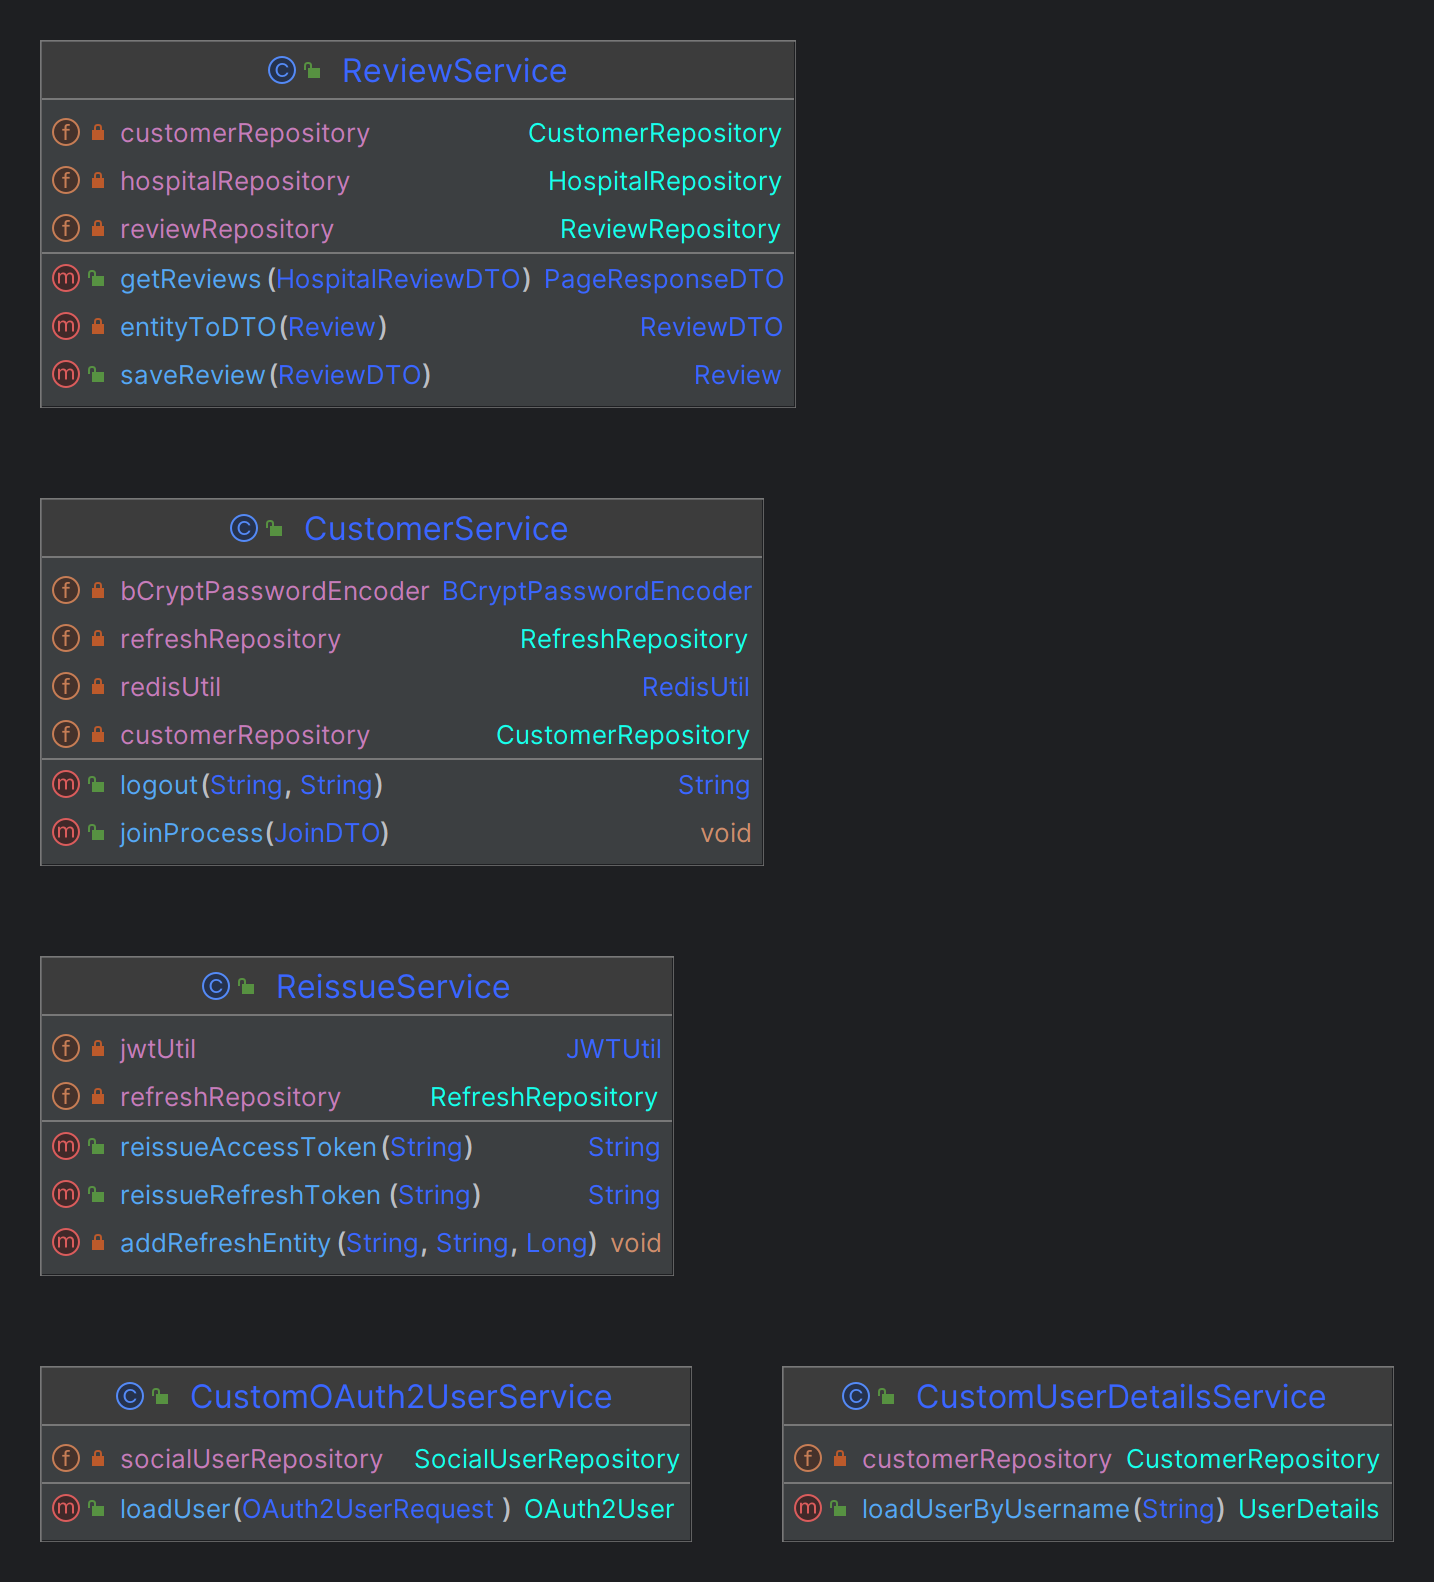 ReviewService
customerRepository CustomerRepository
hospitalRepository HospitalRepository
reviewRepository ReviewRepository
getReviews(HospitalReviewDTO) PageResponseDTO
entityToDTO(Review) ReviewDTO
saveReview(ReviewDTO) Review
CustomerService
bCryptPasswordEncoder BCryptPasswordEncoder
refreshRepository RefreshRepository
redisUtil RedisUtil
customerRepository CustomerRepository
logout(String, String) String
joinProcess(JoinDTO) void
ReissueService
jwtUtil JWTUtil
refreshRepository RefreshRepository
reissueAccessToken(String) String
reissueRefreshToken (String) String
addRefreshEntity(String, String, Long) void
CustomOAuth2UserService
socialUserRepository SocialUserRepository
loadUser(OAuth2UserRequest ) OAuth2User
CustomUserDetailsService
customerRepository CustomerRepository
loadUserByUsername(String) UserDetails